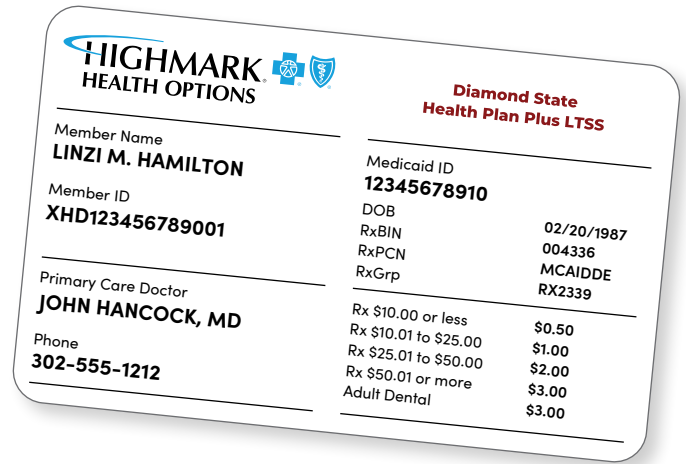 HIGHMARK
HEALTH OPTIONS
Diamond State
Health Plan Plus LTSS
Member Name
LINZI M. HAMILTON
Member ID
XHD123456789001
Primary Care Doctor
JOHN HANCOCK, MD
Phone
302-555-1212
Medicaid ID
12345678910
DOB 02/20/1987
RxBIN 004336
RxPCN MCAIDDE
RxGrp RX2339
Rx $10.00 or less $0.50
Rx $10.01 to $25.00 $1.00
Rx $25.01 to $50.00 $2.00
Rx $50.01 or more $3.00
Adult Dental $3.00